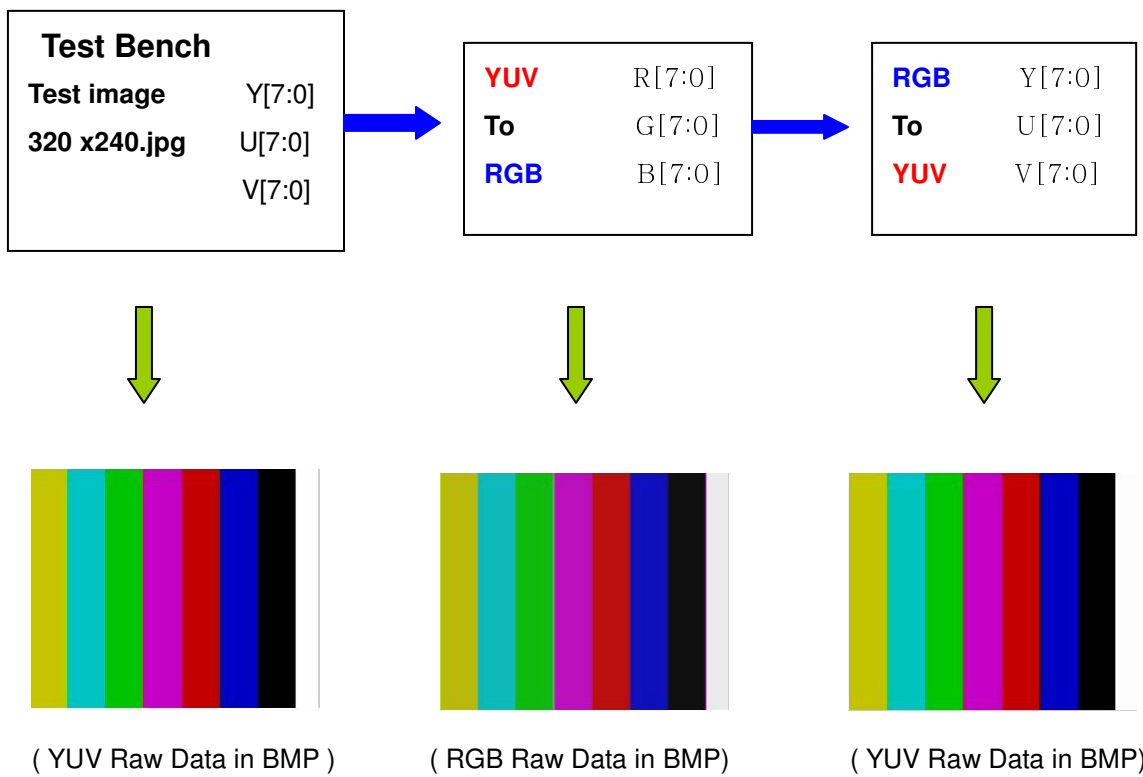 Test Bench
Test image Y[7:0]
320 x240.jpg U[7:0]
V[7:0]
YUV R[7:0]
To G[7:0]
RGB B[7:0]
RGB Y[7:0]
To U[7:0]
YUV V[7:0]
( YUV Raw Data in BMP )
( RGB Raw Data in BMP)
( YUV Raw Data in BMP)